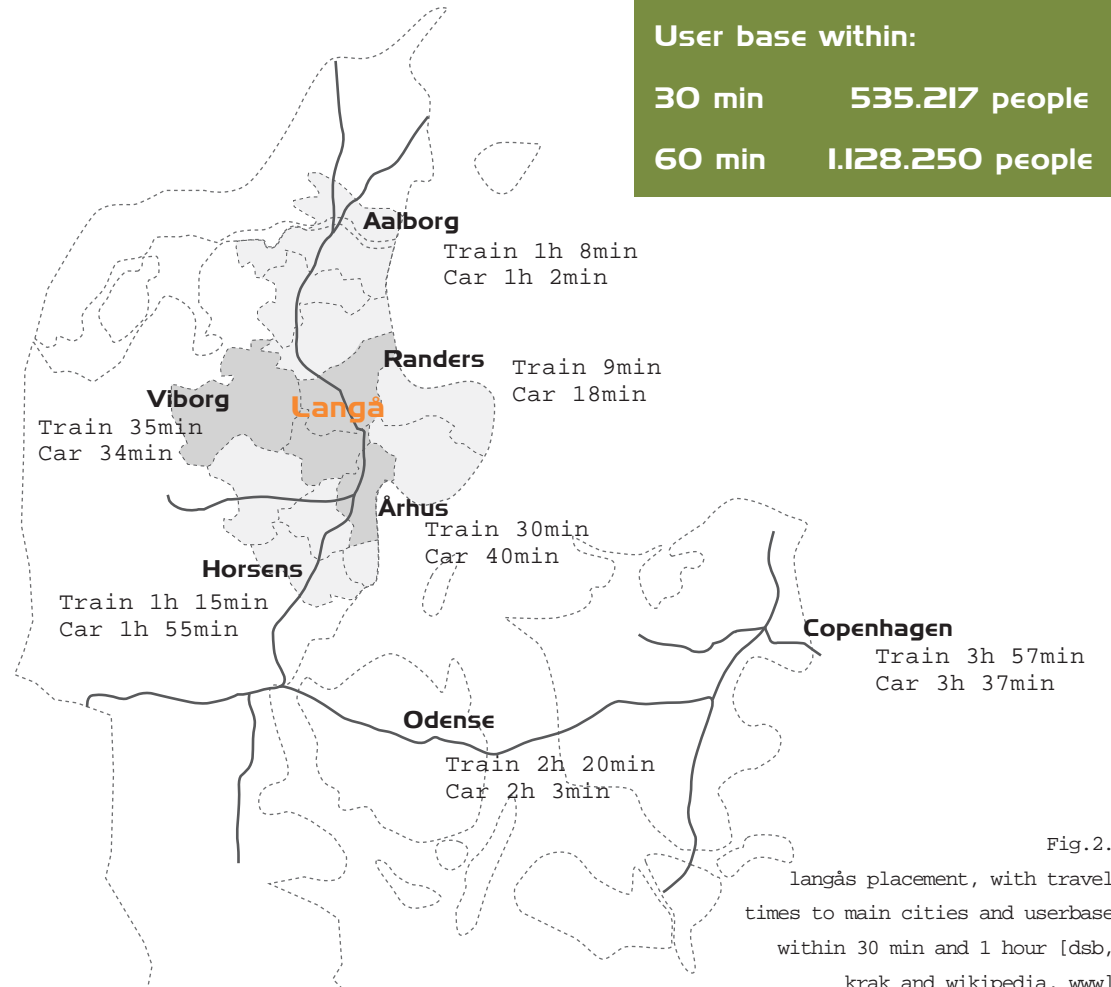 User base within:
30 min 535.217 people
60 min 1.128.250 people
Aalborg
Train 1h 8min
Car 1h 2min
Randers
Train 9min
Car 18min
Viborg
Train 35min
Car 34min
Langå
Århus
Train 30min
Car 40min
Horsens
Train 1h 15min
Car 1h 55min
Copenhagen
Train 3h 57min
Car 3h 37min
Odense
Train 2h 20min
Car 2h 3min
Fig.2.
langås placement, with travel
times to main cities and userbase
within 30 min and 1 hour [dsb,
krak and wikipedia, www]